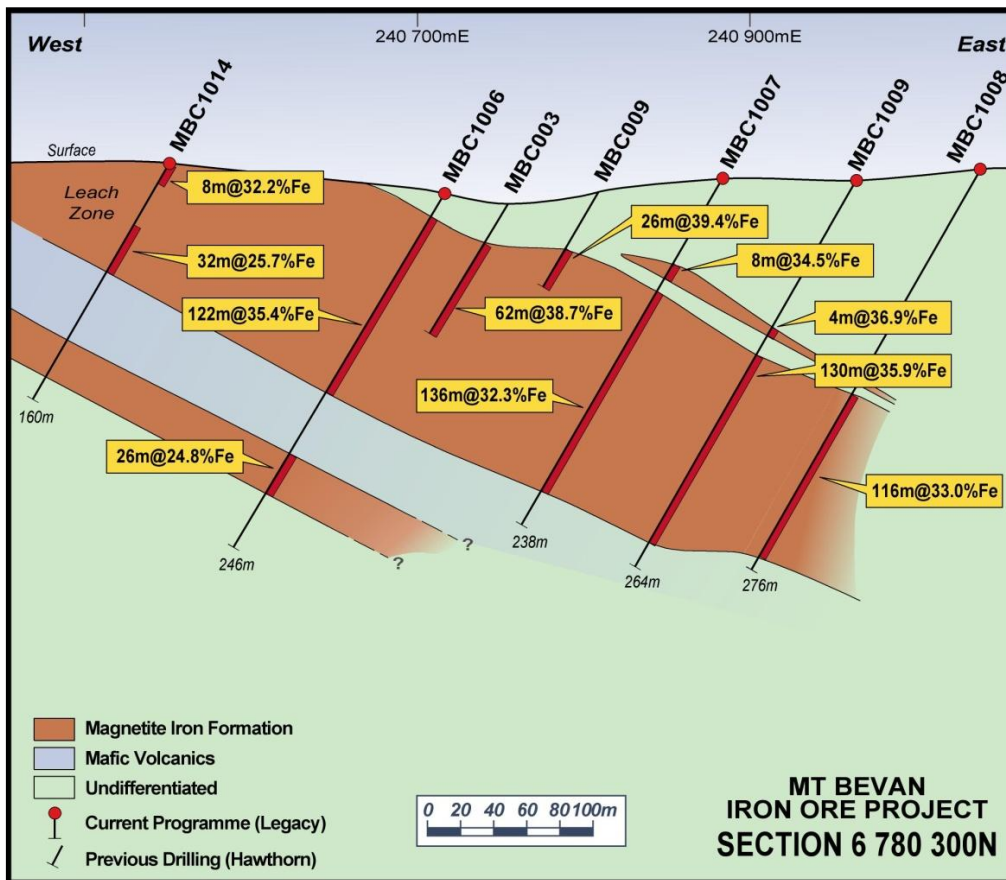 West
240 700mE
240 900mE
East
MBC1014
MBC1006
MBC003
MBC009
MBC1007
MBC1009
MBC1008
Surface
Leach
Zone
8m@32.2%Fe
32m@25.7%Fe
122m@35.4%Fe
26m@24.8%Fe
62m@38.7%Fe
26m@39.4%Fe
136m@32.3%Fe
8m@34.5%Fe
4m@36.9%Fe
130m@35.9%Fe
116m@33.0%Fe
160m
246m
?
?
238m
264m
276m
Magnetite Iron Formation
Mafic Volcanics
Undifferentiated
Current Programme (Legacy)
Previous Drilling (Hawthorn)
0 20 40 60 80 100m
MT BEVAN
IRON ORE PROJECT
SECTION 6 780 300N